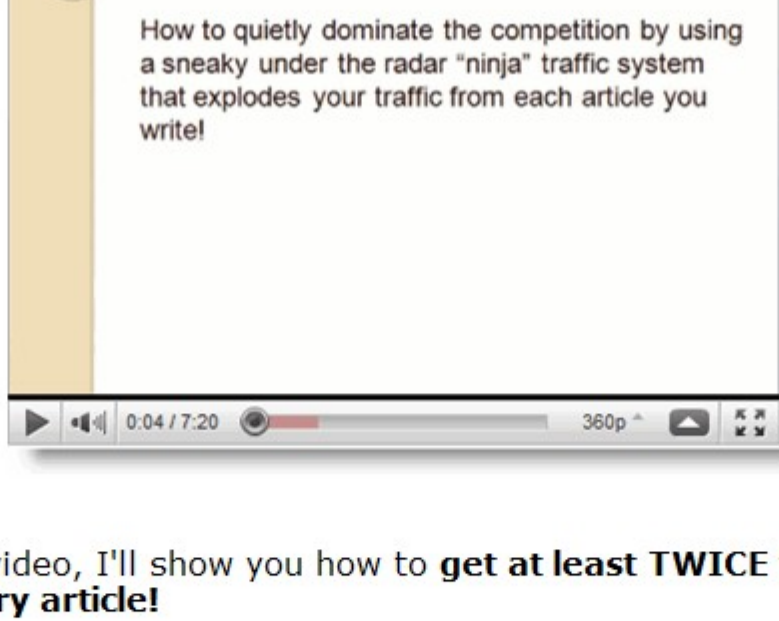 How to quietly dominate the competition by using
a sneaky under the radar “ninja” traffic system
that explodes your traffic from each article you
write!
0:04 / 7:20 360p
video, I'll show you how to get at least TWICE
ry article!